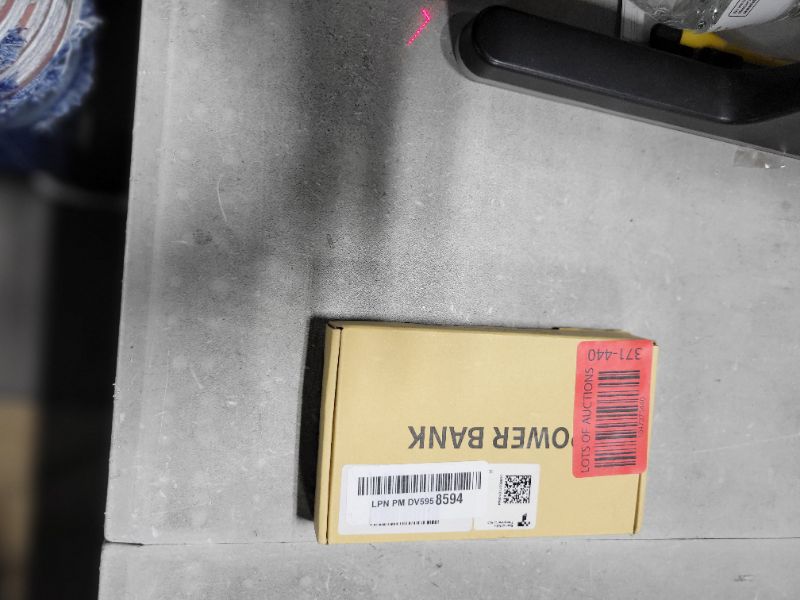 POWER BANK
LOTS OF AUCTIONS
371-440
LPN PM DV595 8594